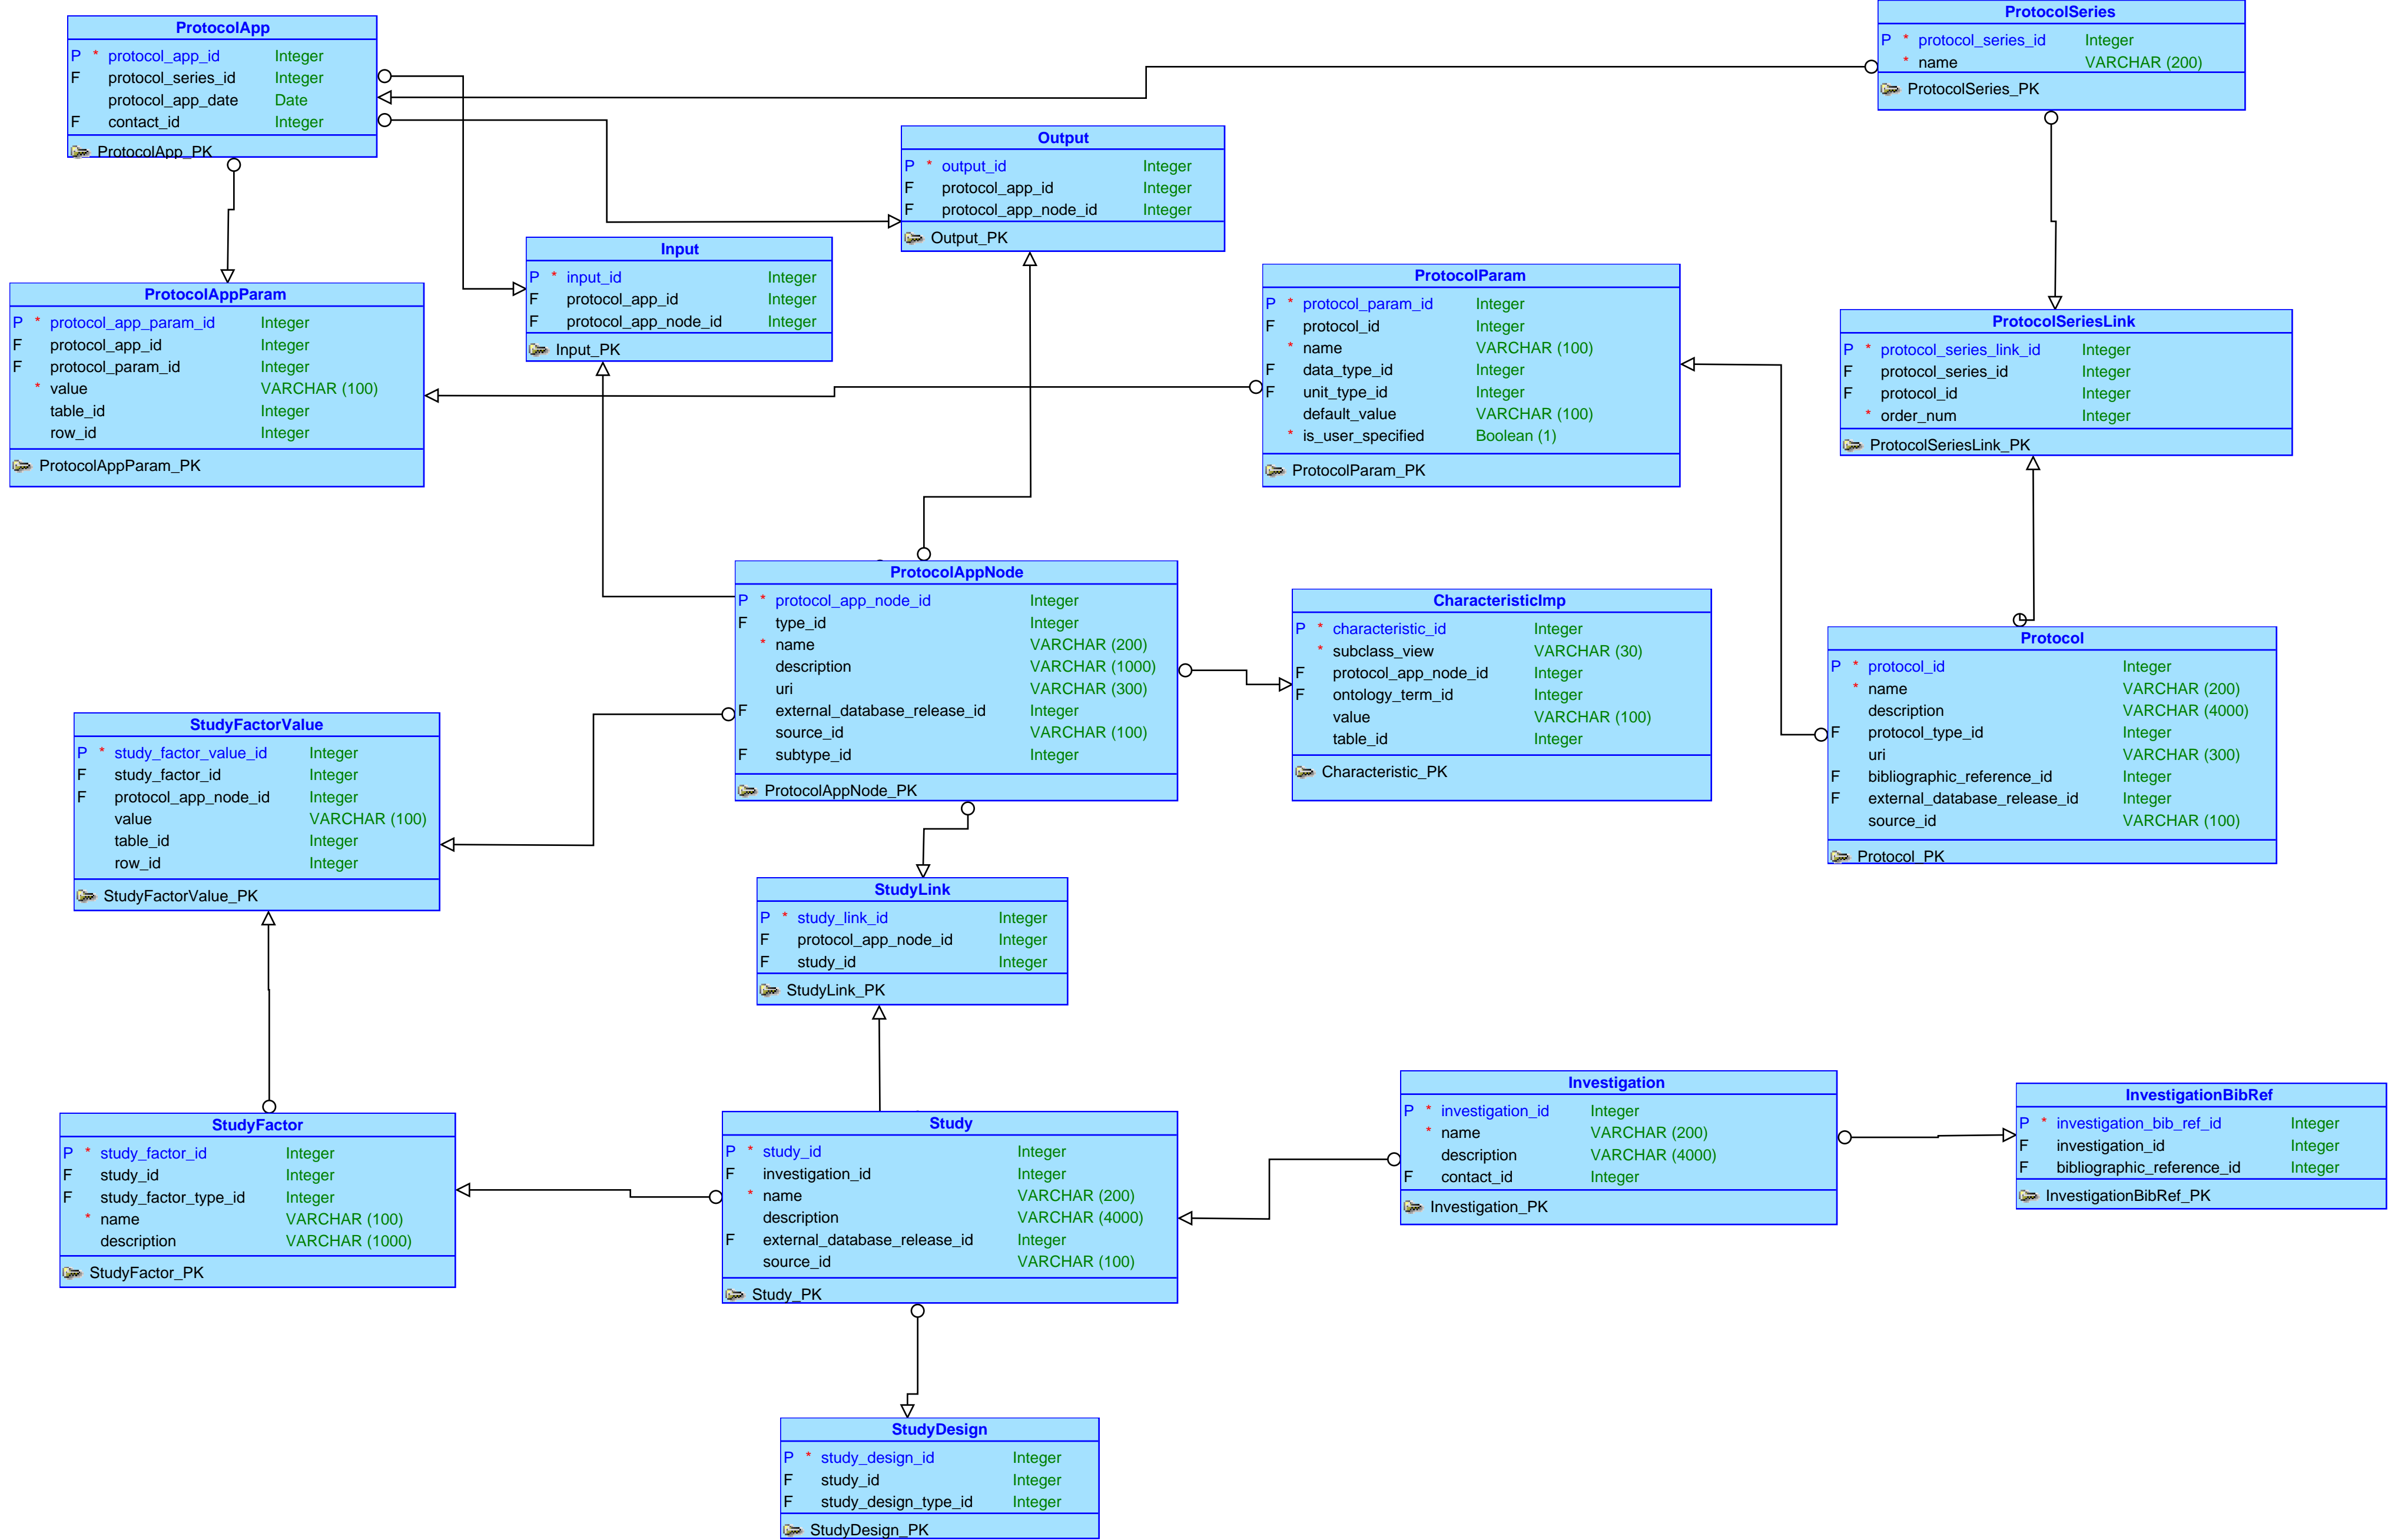 ProtocolApp
P * protocol_app_id Integer
F protocol_series_id Integer
protocol_app_date Date
F contact_id Integer
ProtocolApp_PK
ProtocolSeries
P * protocol_series_id Integer
* name VARCHAR (200)
ProtocolSeries_PK
Output
P * output_id Integer
F protocol_app_id Integer
F protocol_app_node_id Integer
Output_PK
Input
P * input_id Integer
F protocol_app_id Integer
F protocol_app_node_id Integer
Input_PK
ProtocolParam
P * protocol_param_id Integer
F protocol_id Integer
* name VARCHAR (100)
F data_type_id Integer
F unit_type_id Integer
default_value VARCHAR (100)
* is_user_specified Boolean (1)
ProtocolParam_PK
ProtocolAppParam
P * protocol_app_param_id Integer
F protocol_app_id Integer
F protocol_param_id Integer
* value VARCHAR (100)
table_id Integer
row_id Integer
ProtocolAppParam_PK
ProtocolSeriesLink
P * protocol_series_link_id Integer
F protocol_series_id Integer
F protocol_id Integer
* order_num Integer
ProtocolSeriesLink_PK
ProtocolAppNode
P * protocol_app_node_id Integer
F type_id Integer
* name VARCHAR (200)
description VARCHAR (1000)
uri VARCHAR (300)
F external_database_release_id Integer
source_id VARCHAR (100)
F subtype_id Integer
ProtocolAppNode_PK
CharacteristicImp
P * characteristic_id Integer
* subclass_view VARCHAR (30)
F protocol_app_node_id Integer
F ontology_term_id Integer
value VARCHAR (100)
table_id Integer
Characteristic_PK
Protocol
P * protocol_id Integer
* name VARCHAR (200)
description VARCHAR (4000)
F protocol_type_id Integer
uri VARCHAR (300)
F bibliographic_reference_id Integer
F external_database_release_id Integer
source_id VARCHAR (100)
Protocol_PK
StudyFactorValue
P * study_factor_value_id Integer
F study_factor_id Integer
F protocol_app_node_id Integer
value VARCHAR (100)
table_id Integer
row_id Integer
StudyFactorValue_PK
StudyLink
P * study_link_id Integer
F protocol_app_node_id Integer
F study_id Integer
StudyLink_PK
Investigation
P * investigation_id Integer
* name VARCHAR (200)
description VARCHAR (4000)
F contact_id Integer
Investigation_PK
InvestigationBibRef
P * investigation_bib_ref_id Integer
F investigation_id Integer
F bibliographic_reference_id Integer
InvestigationBibRef_PK
StudyFactor
P * study_factor_id Integer
F study_id Integer
F study_factor_type_id Integer
* name VARCHAR (100)
description VARCHAR (1000)
StudyFactor_PK
Study
P * study_id Integer
F investigation_id Integer
* name VARCHAR (200)
description VARCHAR (4000)
F external_database_release_id Integer
source_id VARCHAR (100)
Study_PK
StudyDesign
P * study_design_id Integer
F study_id Integer
F study_design_type_id Integer
StudyDesign_PK